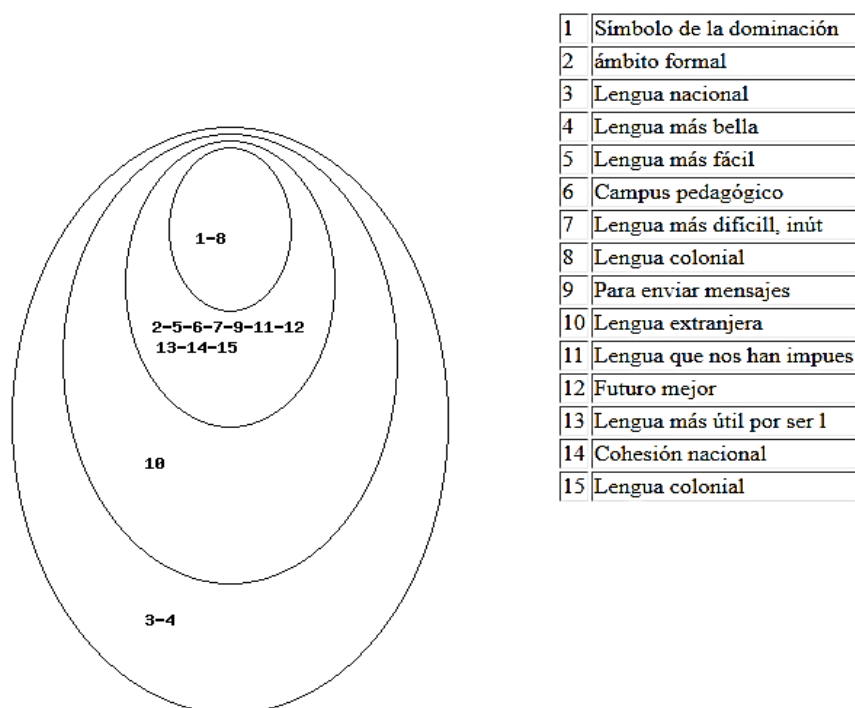 1 Símbolo de la dominación
2 ámbito formal
3 Lengua nacional
4 Lengua más bella
5 Lengua más fácil
6 Campus pedagógico
7 Lengua más difícill, inút
8 Lengua colonial
9 Para enviar mensajes
10 Lengua extranjera
11 Lengua que nos han impues
12 Futuro mejor
13 Lengua más útil por ser l
14 Cohesión nacional
15 Lengua colonial
1-8
2-5-6-7-9-11-12
13-14-15
10
3-4